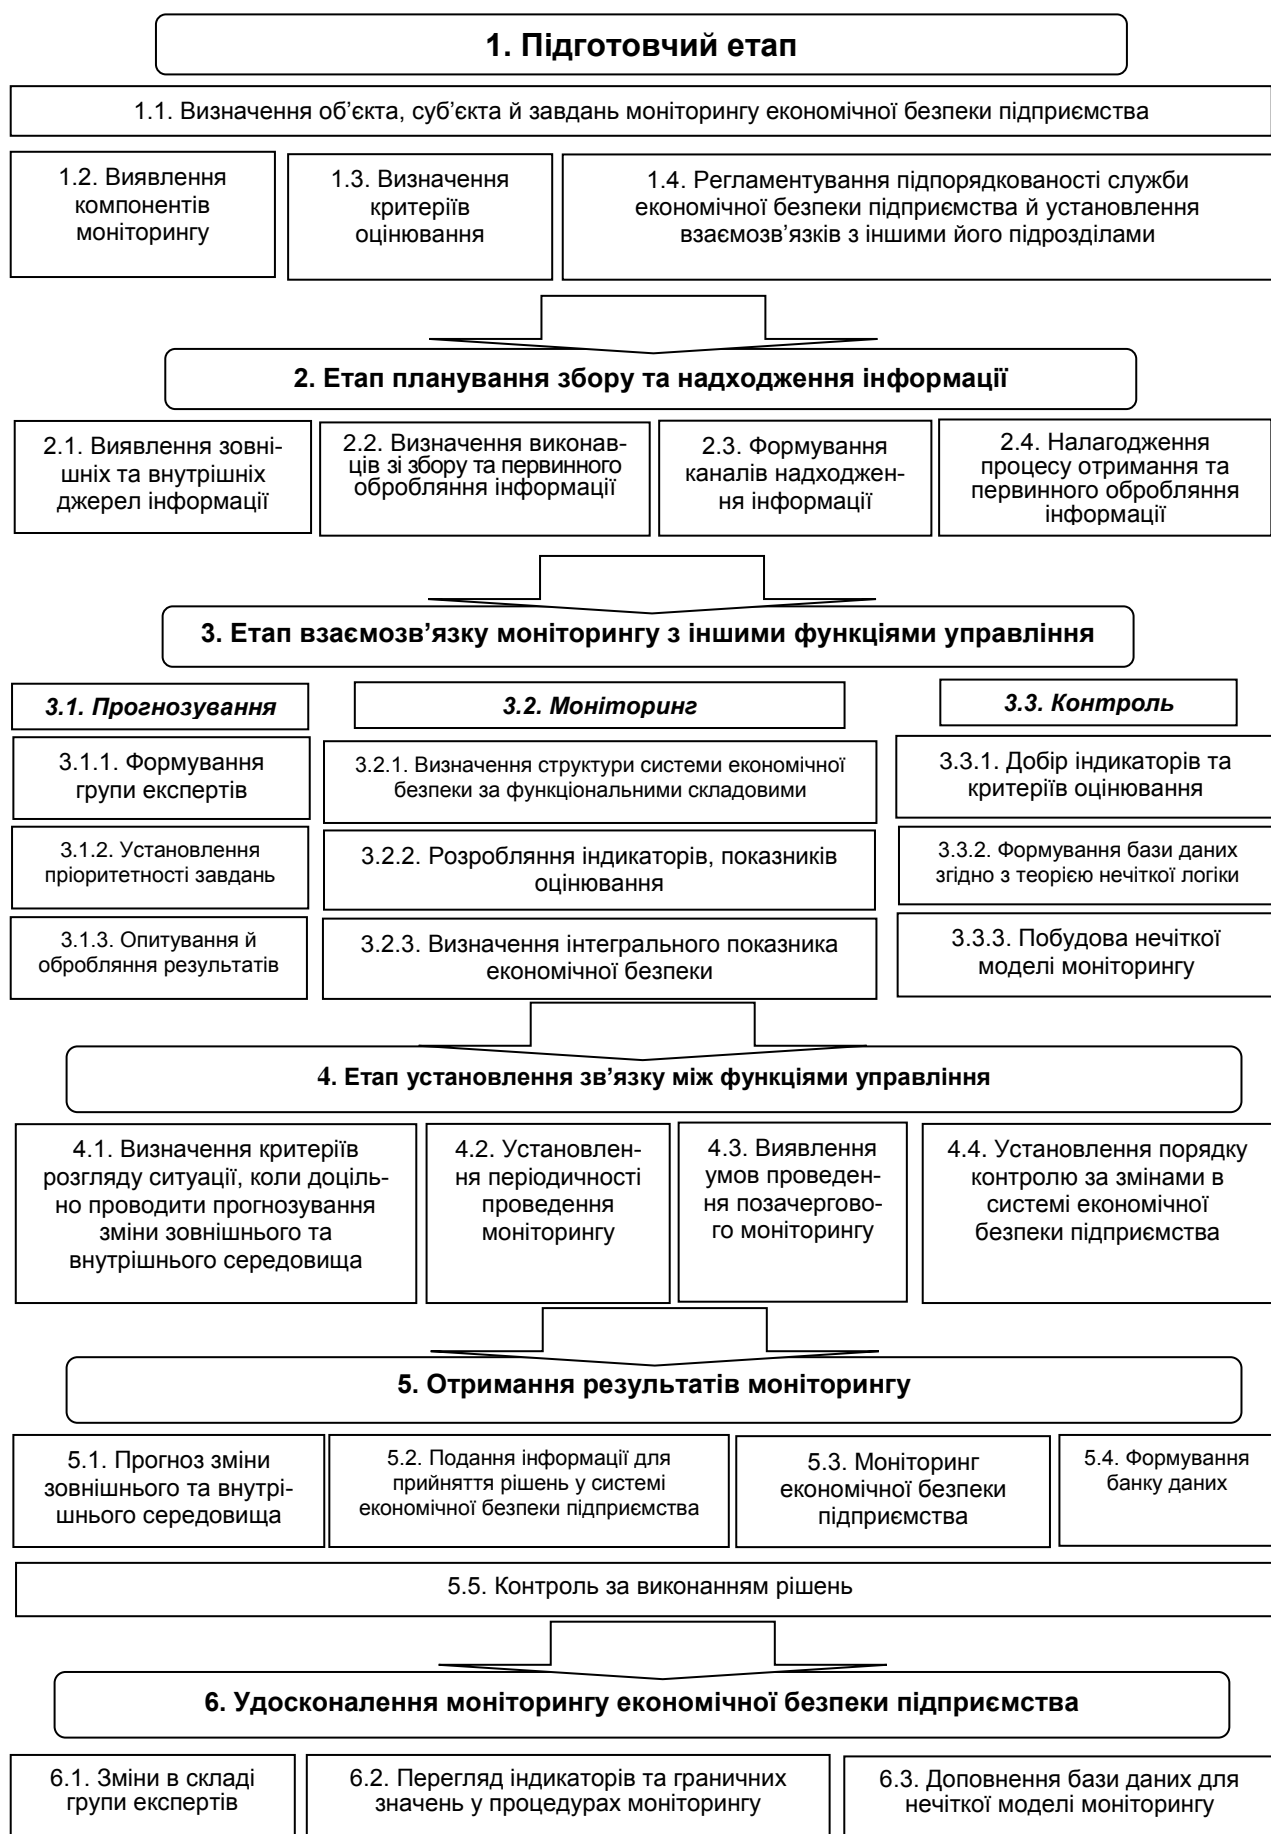 1. Підготовчий етап
1.1. Визначення об’єкта, суб’єкта й завдань моніторингу економічної безпеки підприємства
1.2. Виявлення
компонентів
моніторингу
1.3. Визначення
критеріїв
оцінювання
1.4. Регламентування підпорядкованості служби
економічної безпеки підприємства й установлення
взаємозв’язків з іншими його підрозділами
2. Етап планування збору та надходження інформації
2.1. Виявлення зовні-
шніх та внутрішніх
джерел інформації
2.2. Визначення виконав-
ців зі збору та первинного
обробляння інформації
2.3. Формування
каналів надходжен-
ня інформації
2.4. Налагодження
процесу отримання та
первинного обробляння
інформації
3. Етап взаємозв’язку моніторингу з іншими функціями управління
3.1. Прогнозування
3.2. Моніторинг
3.3. Контроль
3.1.1. Формування
групи експертів
3.2.1. Визначення структури системи економічної
безпеки за функціональними складовими
3.3.1. Добір індикаторів та
критеріїв оцінювання
3.1.2. Установлення
пріоритетності завдань
3.2.2. Розробляння індикаторів, показників
оцінювання
3.3.2. Формування бази даних
згідно з теорією нечіткої логіки
3.1.3. Опитування й
обробляння результатів
3.2.3. Визначення інтегрального показника
економічної безпеки
3.3.3. Побудова нечіткої
моделі моніторингу
4. Етап установлення зв’язку між функціями управління
4.1. Визначення критеріїв
розгляду ситуації, коли доціль-
но проводити прогнозування
зміни зовнішнього та
внутрішнього середовища
4.2. Установлен-
ня періодичності
проведення
моніторингу
4.3. Виявлення
умов проведен-
ня позачергово-
го моніторингу
4.4. Установлення порядку
контролю за змінами в
системі економічної
безпеки підприємства
5. Отримання результатів моніторингу
5.1. Прогноз зміни
зовнішнього та внутрі-
шнього середовища
5.2. Подання інформації для
прийняття рішень у системі
економічної безпеки підприємства
5.3. Моніторинг
економічної безпеки
підприємства
5.4. Формування
банку даних
5.5. Контроль за виконанням рішень
6. Удосконалення моніторингу економічної безпеки підприємства
6.1. Зміни в складі
групи експертів
6.2. Перегляд індикаторів та граничних
значень у процедурах моніторингу
6.3. Доповнення бази даних для
нечіткої моделі моніторингу